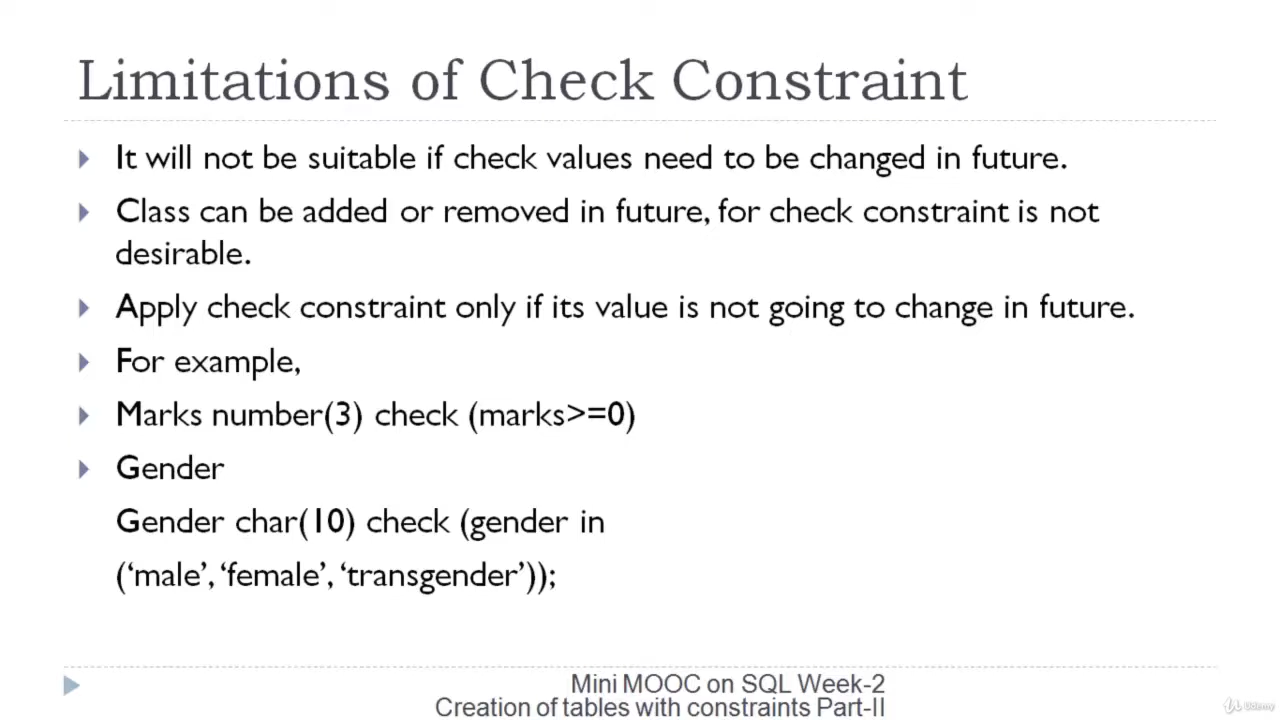 Limitations of Check Constraint
It will not be suitable if check values need to be changed in future.
Class can be added or removed in future, for check constraint is not
desirable.
Apply check constraint only if its value is not going to change in future.
For example,
Marks number(3) check (marks>=0)
Gender
Gender char(10) check (gender in
(‘male’, ‘female’, ‘transgender’));
Mini MOOC on SQL Week-2
Creation of tables with constraints Part-II
Udemy